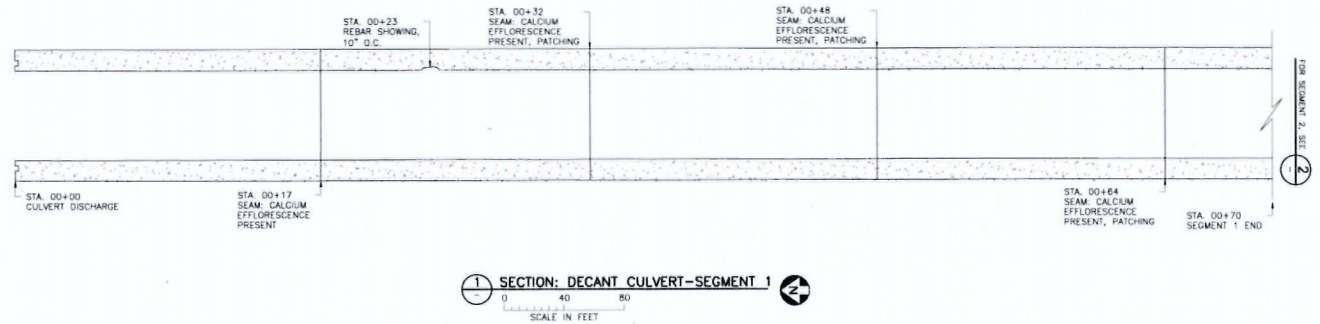 STA. 00+23
REBAR SHOWING,
10" O.C.
STA. 00+32
SEAM: CALCIUM
EFFLORESCENCE
PRESENT, PATCHING
STA. 00+48
SEAM: CALCIUM
EFFLORESCENCE
PRESENT, PATCHING
FOR SEGMENT 2, SEE
2
-
STA. 00+00
CULVERT DISCHARGE
STA. 00+17
SEAM: CALCIUM
EFFLORESCENCE
PRESENT
STA. 00+64
SEAM: CALCIUM
EFFLORESCENCE
PRESENT, PATCHING
STA. 00+70
SEGMENT 1 END
1
-
SECTION: DECANT CULVERT-SEGMENT 1
N
0 40 80
SCALE IN FEET